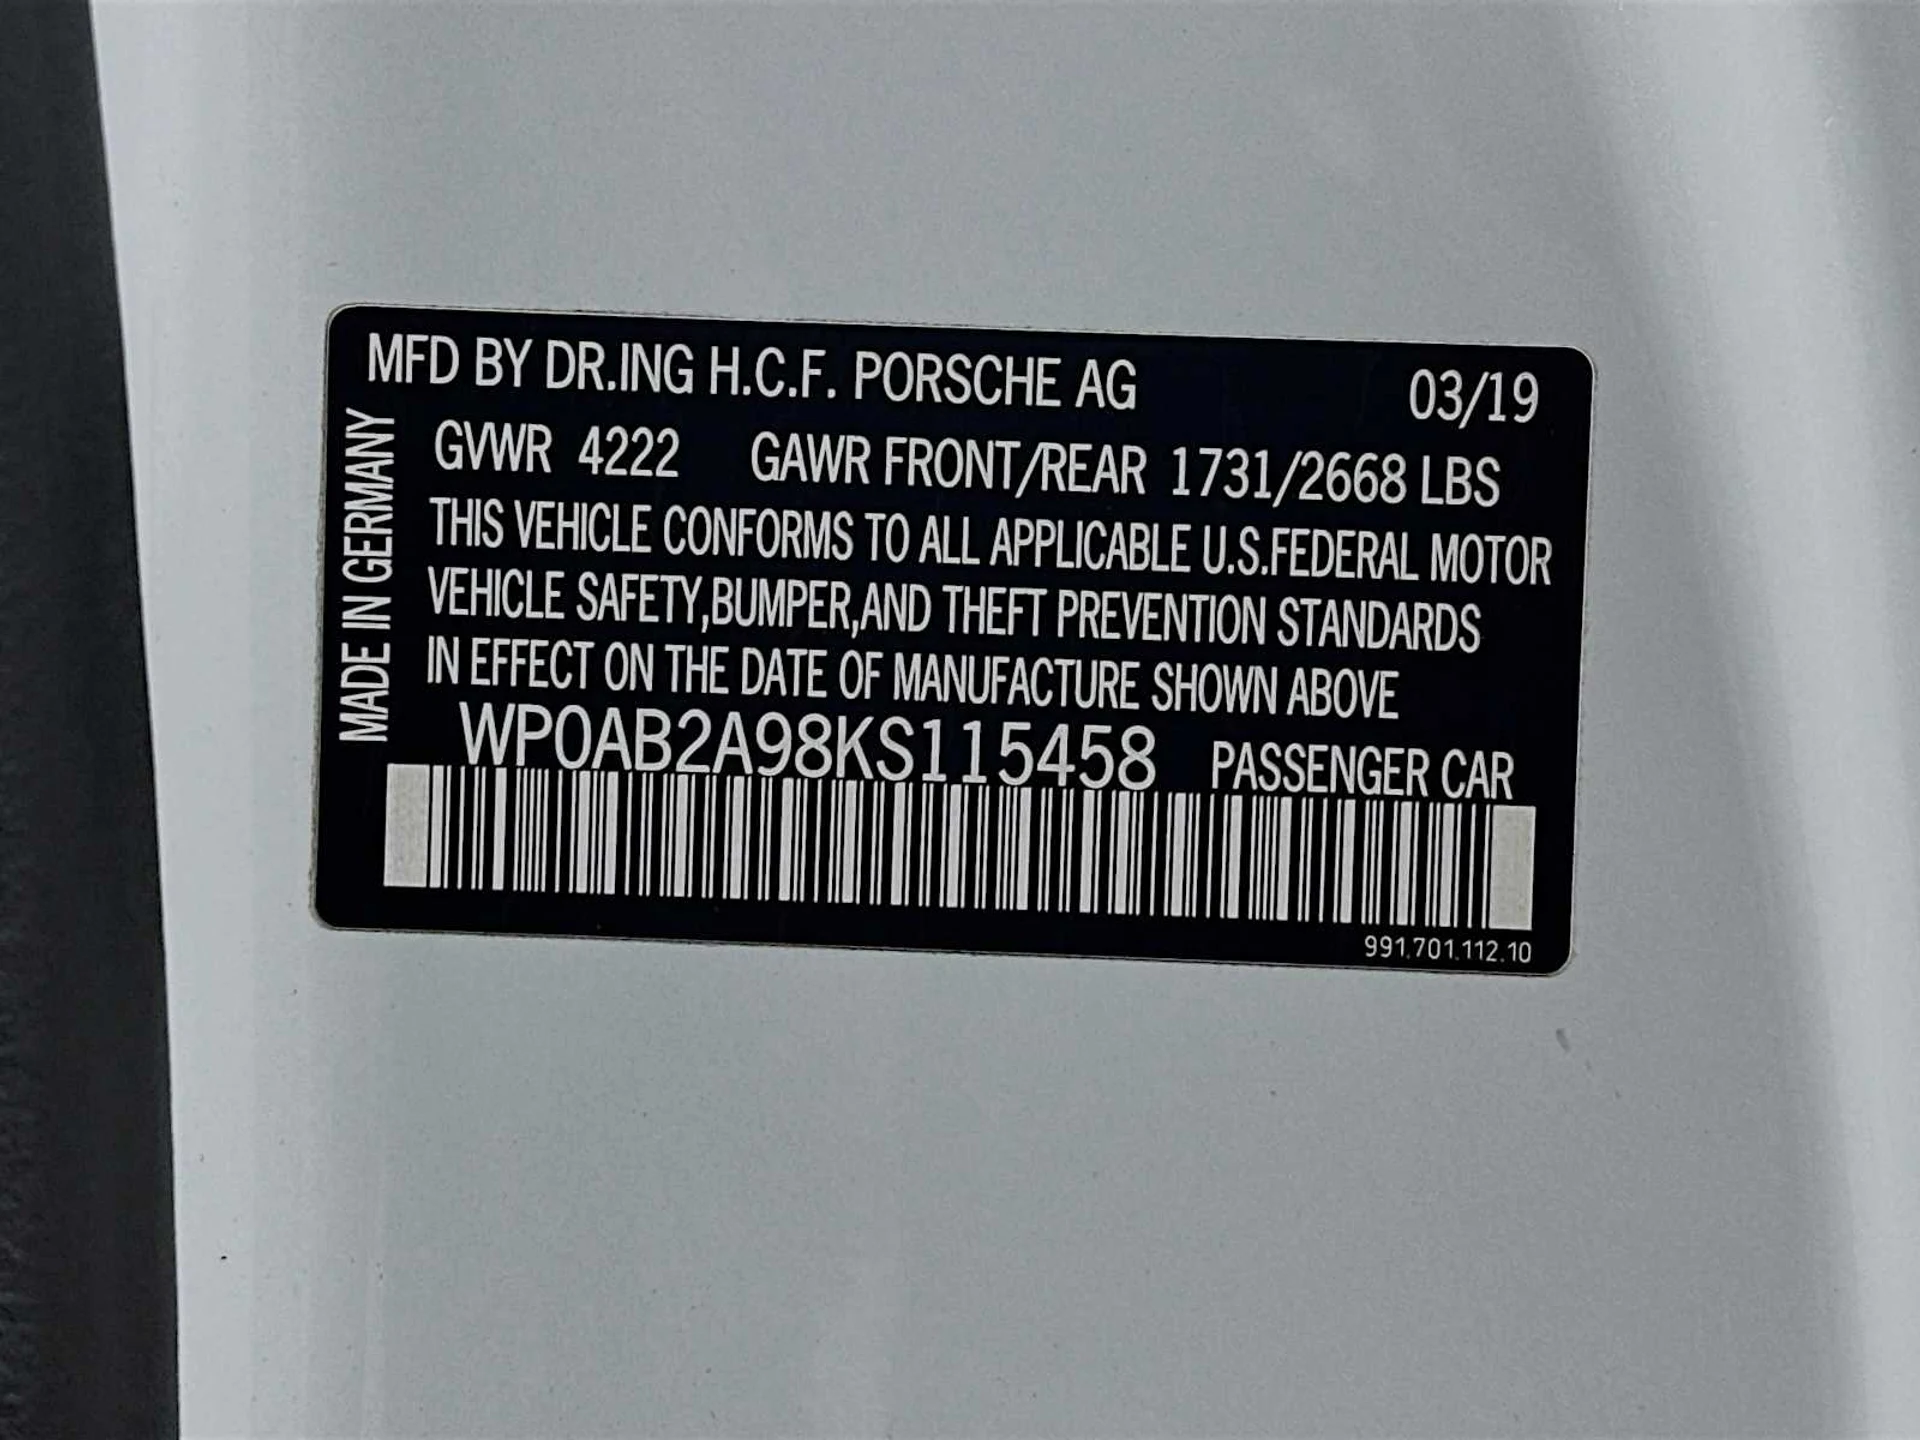 MFD BY DR.ING H.C.F. PORSCHE AG 03/19
GVWR 4222 GAWR FRONT/REAR 1731/2668 LBS
THIS VEHICLE CONFORMS TO ALL APPLICABLE U.S.FEDERAL MOTOR
VEHICLE SAFETY,BUMPER,AND THEFT PREVENTION STANDARDS
IN EFFECT ON THE DATE OF MANUFACTURE SHOWN ABOVE
WP0AB2A98KS115458 PASSENGER CAR
991.701.112.10
MADE IN GERMANY